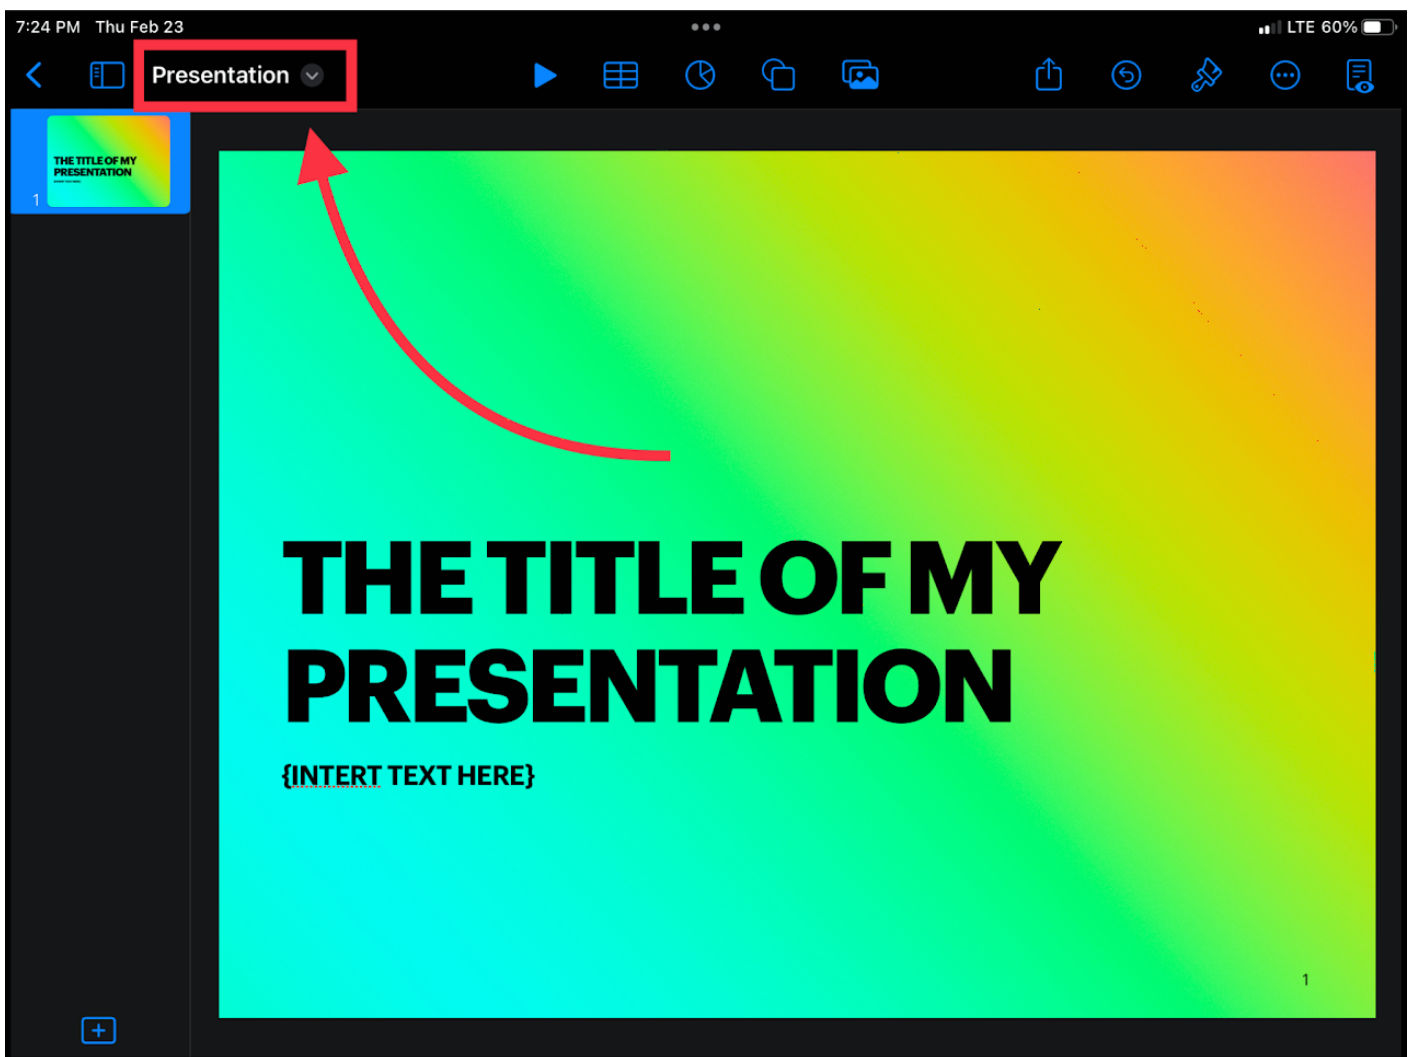 7:24 PM Thu Feb 23
LTE 60%
Presentation
THE TITLE OF MY
PRESENTATION
1
THE TITLE OF MY
PRESENTATION
{INTERT TEXT HERE}
1